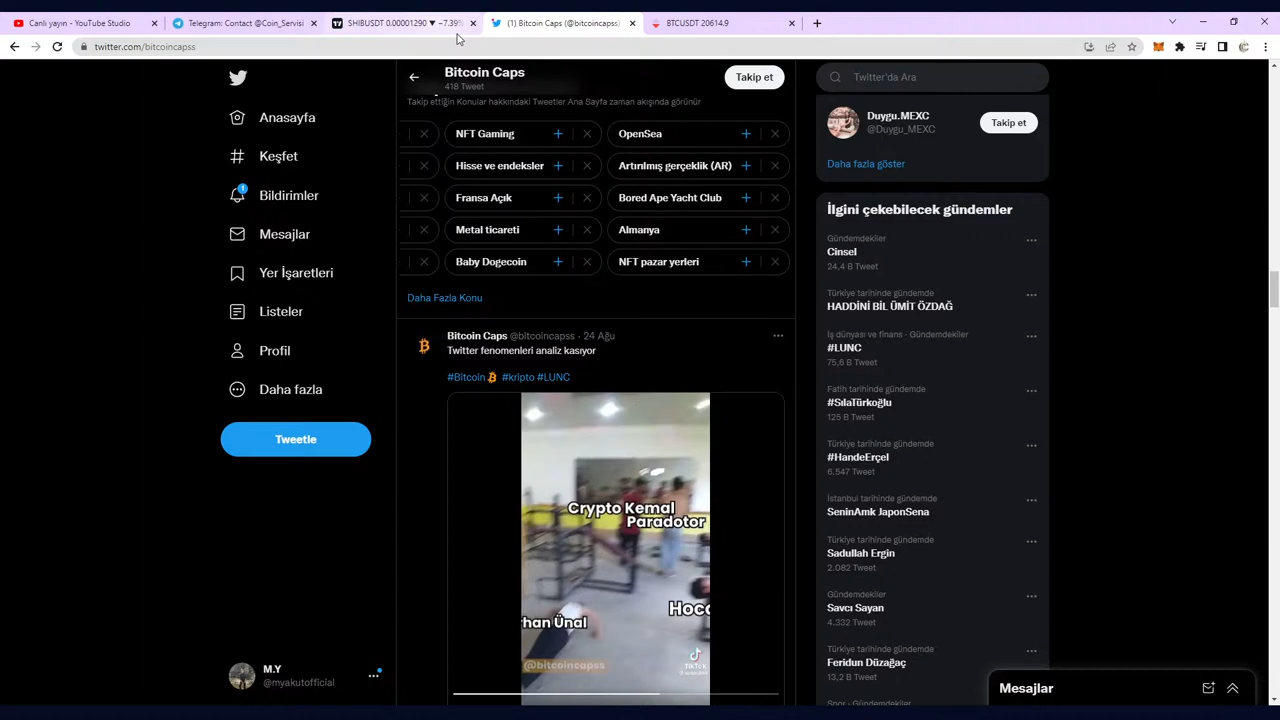 Canlı yayın - YouTube Studio
Telegram: Contact @Coin_Servisi
SHIBUSDT 0.00001290 ▼ −7.39%
(1) Bitcoin Caps (@bitcoincapss)
BTCUSDT 20614.9
twitter.com/bitcoincapss
Anasayfa
Keşfet
1
Bildirimler
Mesajlar
Yer İşaretleri
Listeler
Profil
Daha fazla
Tweetle
M.Y
@myakutofficial
Bitcoin Caps
418 Tweet
Takip et
Takip ettiğin Konular hakkındaki Tweetler Ana Sayfa zaman akışında görünür
NFT Gaming
OpenSea
Hisse ve endeksler
Artırılmış gerçeklik (AR)
Fransa Açık
Bored Ape Yacht Club
Metal ticareti
Almanya
Baby Dogecoin
NFT pazar yerleri
Daha Fazla Konu
Bitcoin Caps @bitcoincapss · 24 Ağu
Twitter fenomenleri analiz kasıyor
#Bitcoin #kripto #LUNC
Crypto Kemal
Paradotor
Hoca
rhan Ünal
@bitcoincapss
TikTok
Twitter'da Ara
Duygu.MEXC
@Duygu_MEXC
Takip et
Daha fazla göster
İlgini çekebilecek gündemler
Gündemdekiler
Cinsel
24,4 B Tweet
Türkiye tarihinde gündemde
HADDİNİ BİL ÜMİT ÖZDAĞ
İş dünyası ve finans · Gündemdekiler
#LUNC
75,6 B Tweet
Fatih tarihinde gündemde
#SılaTürkoğlu
125 B Tweet
Türkiye tarihinde gündemde
#HandeErçel
6.547 Tweet
İstanbul tarihinde gündemde
SeninAmk JaponSena
Türkiye tarihinde gündemde
Sadullah Ergin
2.082 Tweet
Gündemdekiler
Savcı Sayan
4.332 Tweet
Türkiye tarihinde gündemde
Feridun Düzağaç
13,2 B Tweet
Spor · Gündemdekiler
Mesajlar